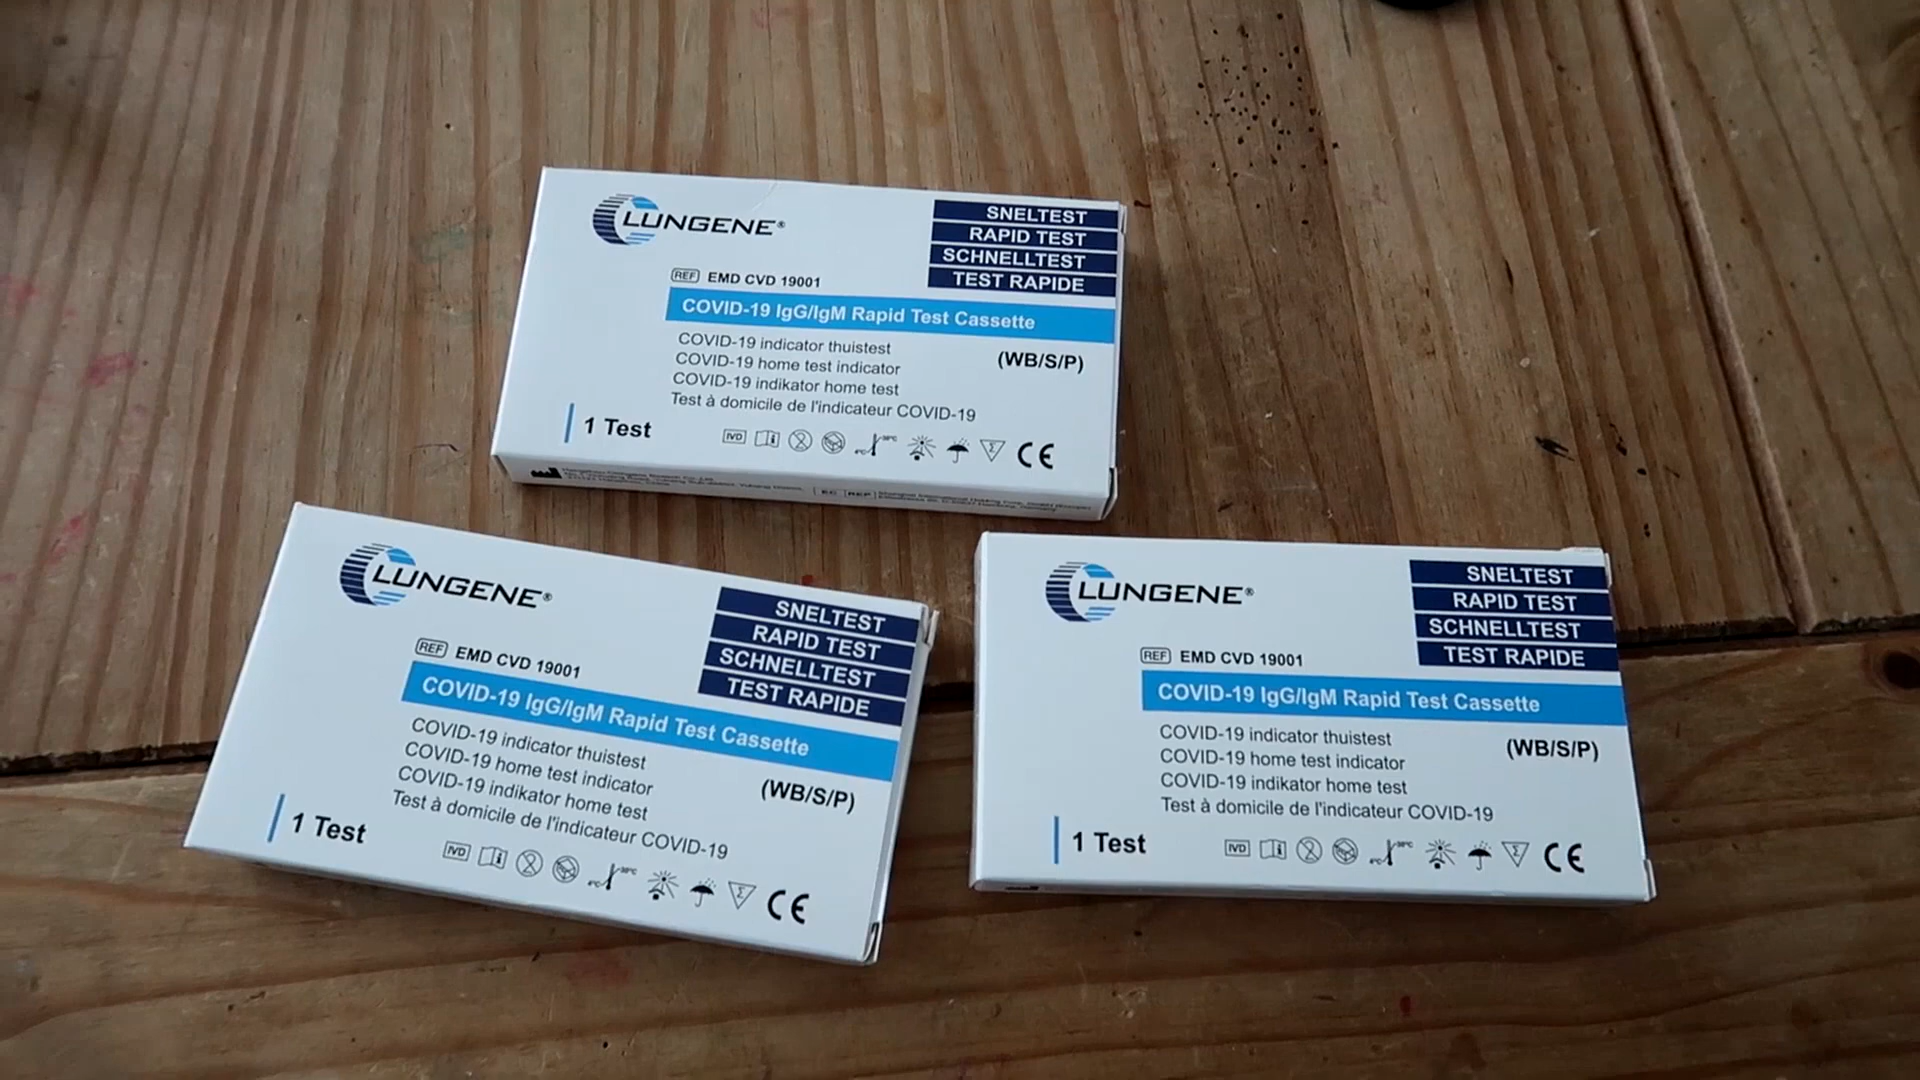 LUNGENE®
SNELTEST
RAPID TEST
SCHNELLTEST
TEST RAPIDE
REF EMD CVD 19001
COVID-19 IgG/IgM Rapid Test Cassette
COVID-19 indicator thuistest
(WB/S/P)
COVID-19 home test indicator
COVID-19 indikator home test
Test à domicile de l'indicateur COVID-19
1 Test
IVD
CE
EC REP
LUNGENE®
SNELTEST
RAPID TEST
SCHNELLTEST
TEST RAPIDE
REF EMD CVD 19001
COVID-19 IgG/IgM Rapid Test Cassette
COVID-19 indicator thuistest
COVID-19 home test indicator
(WB/S/P)
COVID-19 indikator home test
Test à domicile de l'indicateur COVID-19
1 Test
IVD
CE
LUNGENE®
SNELTEST
RAPID TEST
SCHNELLTEST
TEST RAPIDE
REF EMD CVD 19001
COVID-19 IgG/IgM Rapid Test Cassette
COVID-19 indicator thuistest
(WB/S/P)
COVID-19 home test indicator
COVID-19 indikator home test
Test à domicile de l'indicateur COVID-19
1 Test
IVD
CE